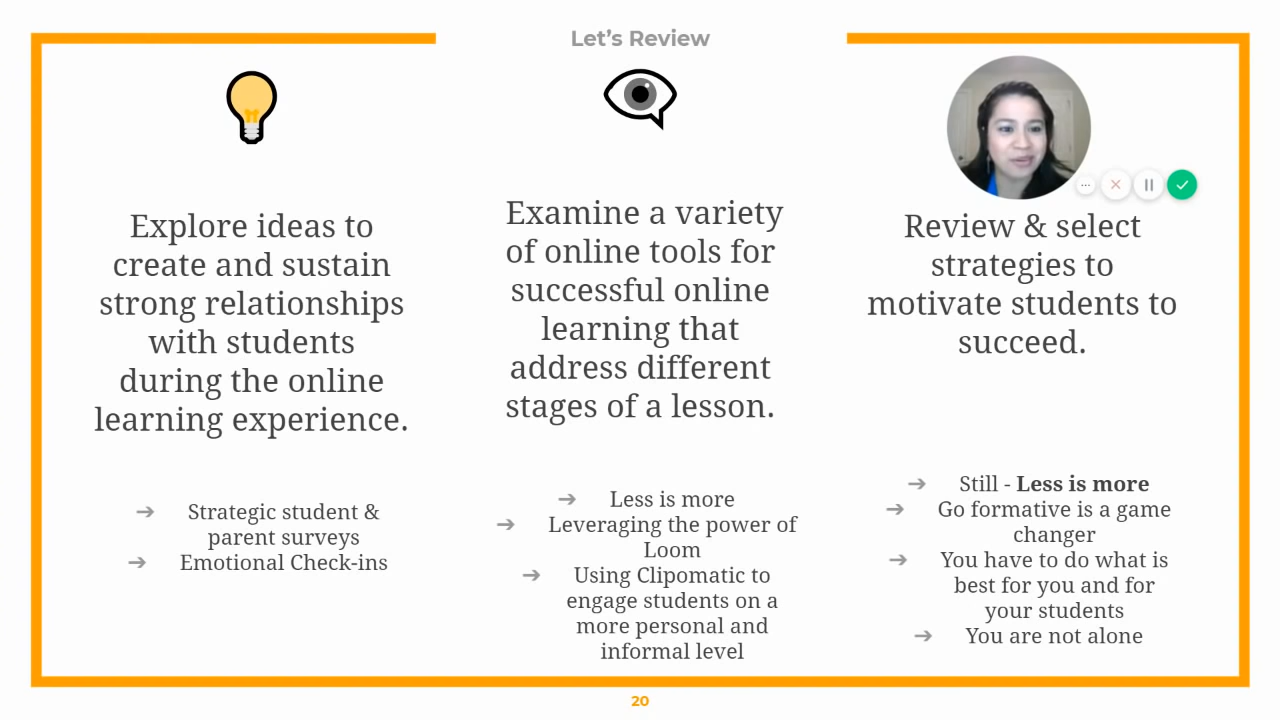 Let's Review
Explore ideas to
create and sustain
strong relationships
with students
during the online
learning experience.
➔ Strategic student &
parent surveys
➔ Emotional Check-ins
Examine a variety
of online tools for
successful online
learning that
address different
stages of a lesson.
➔ Less is more
➔ Leveraging the power of
Loom
➔ Using Clipomatic to
engage students on a
more personal and
informal level
Review & select
strategies to
motivate students to
succeed.
➔ Still - Less is more
➔ Go formative is a game
changer
➔ You have to do what is
best for you and for
your students
➔ You are not alone
20